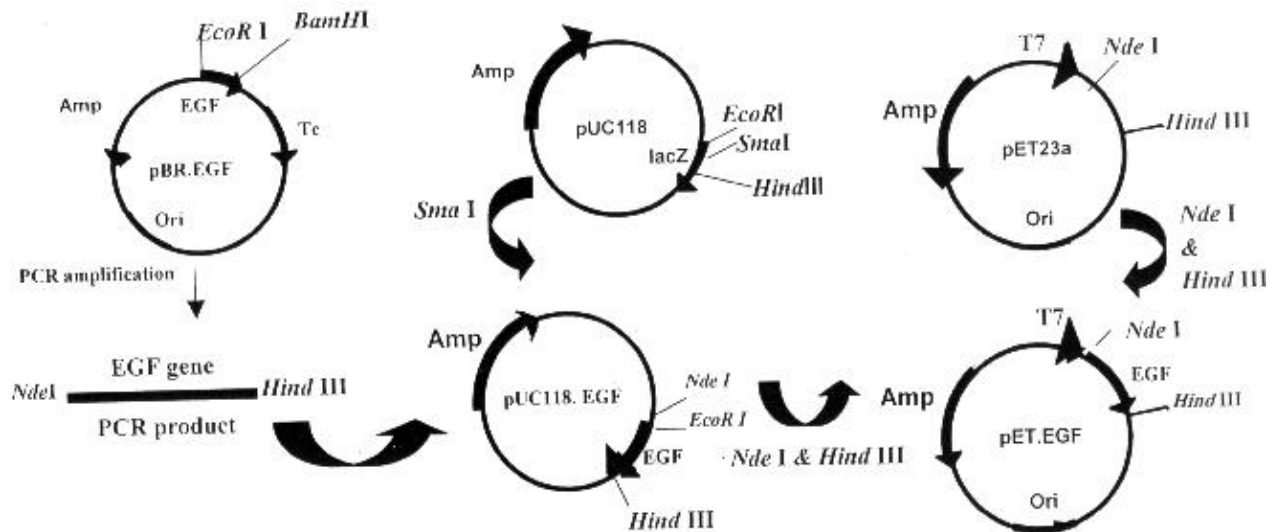 EcoR I
BamHI
Amp
EGF
Tc
pBR.EGF
Ori
PCR amplification
NdeI
EGF gene
Hind III
PCR product
Amp
pUC118
EcoRI
lacZ
SmaI
HindIII
Sma I
Amp
pUC118. EGF
Nde I
EcoR I
EGF
Hind III
Nde I & Hind III
T7
Nde I
Amp
Hind III
pET23a
Ori
Nde I
&
Hind III
T7
Nde I
EGF
Amp
Hind III
pET.EGF
Ori